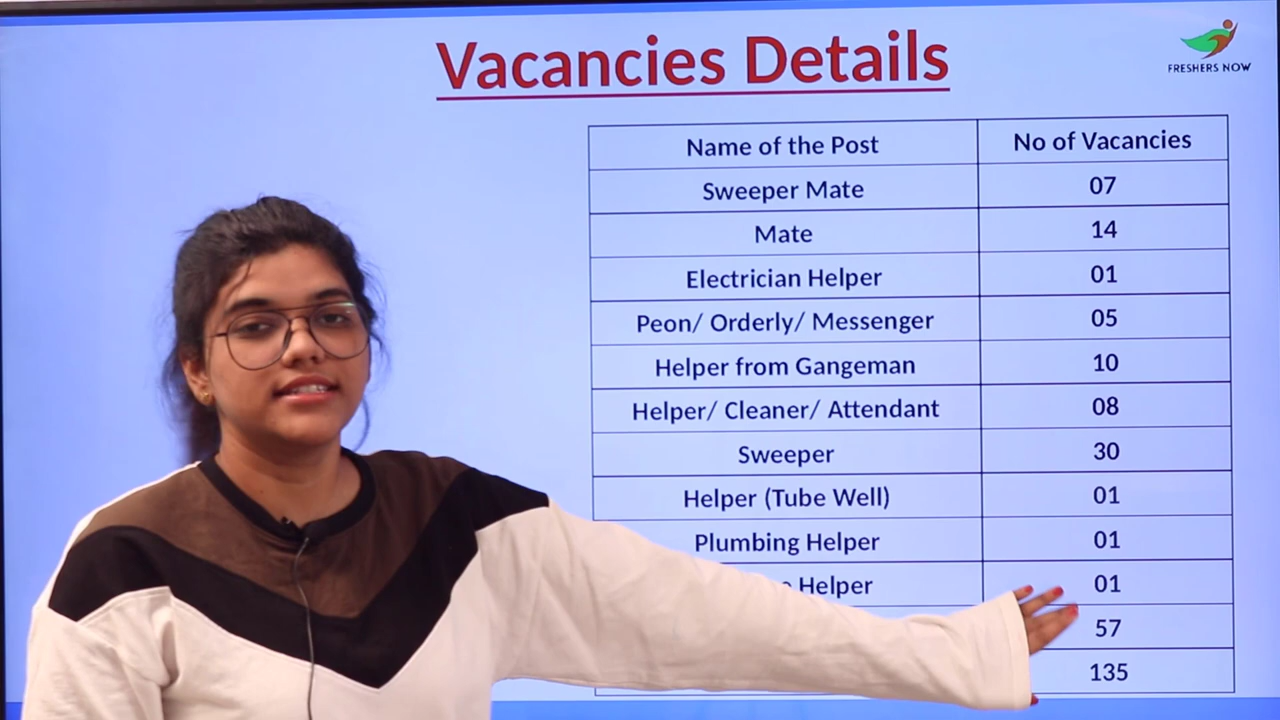 Vacancies Details
FRESHERS NOW
Name of the Post No of Vacancies
Sweeper Mate 07
Mate 14
Electrician Helper 01
Peon/ Orderly/ Messenger 05
Helper from Gangeman 10
Helper/ Cleaner/ Attendant 08
Sweeper 30
Helper (Tube Well) 01
Plumbing Helper 01
Helper 01
57
135